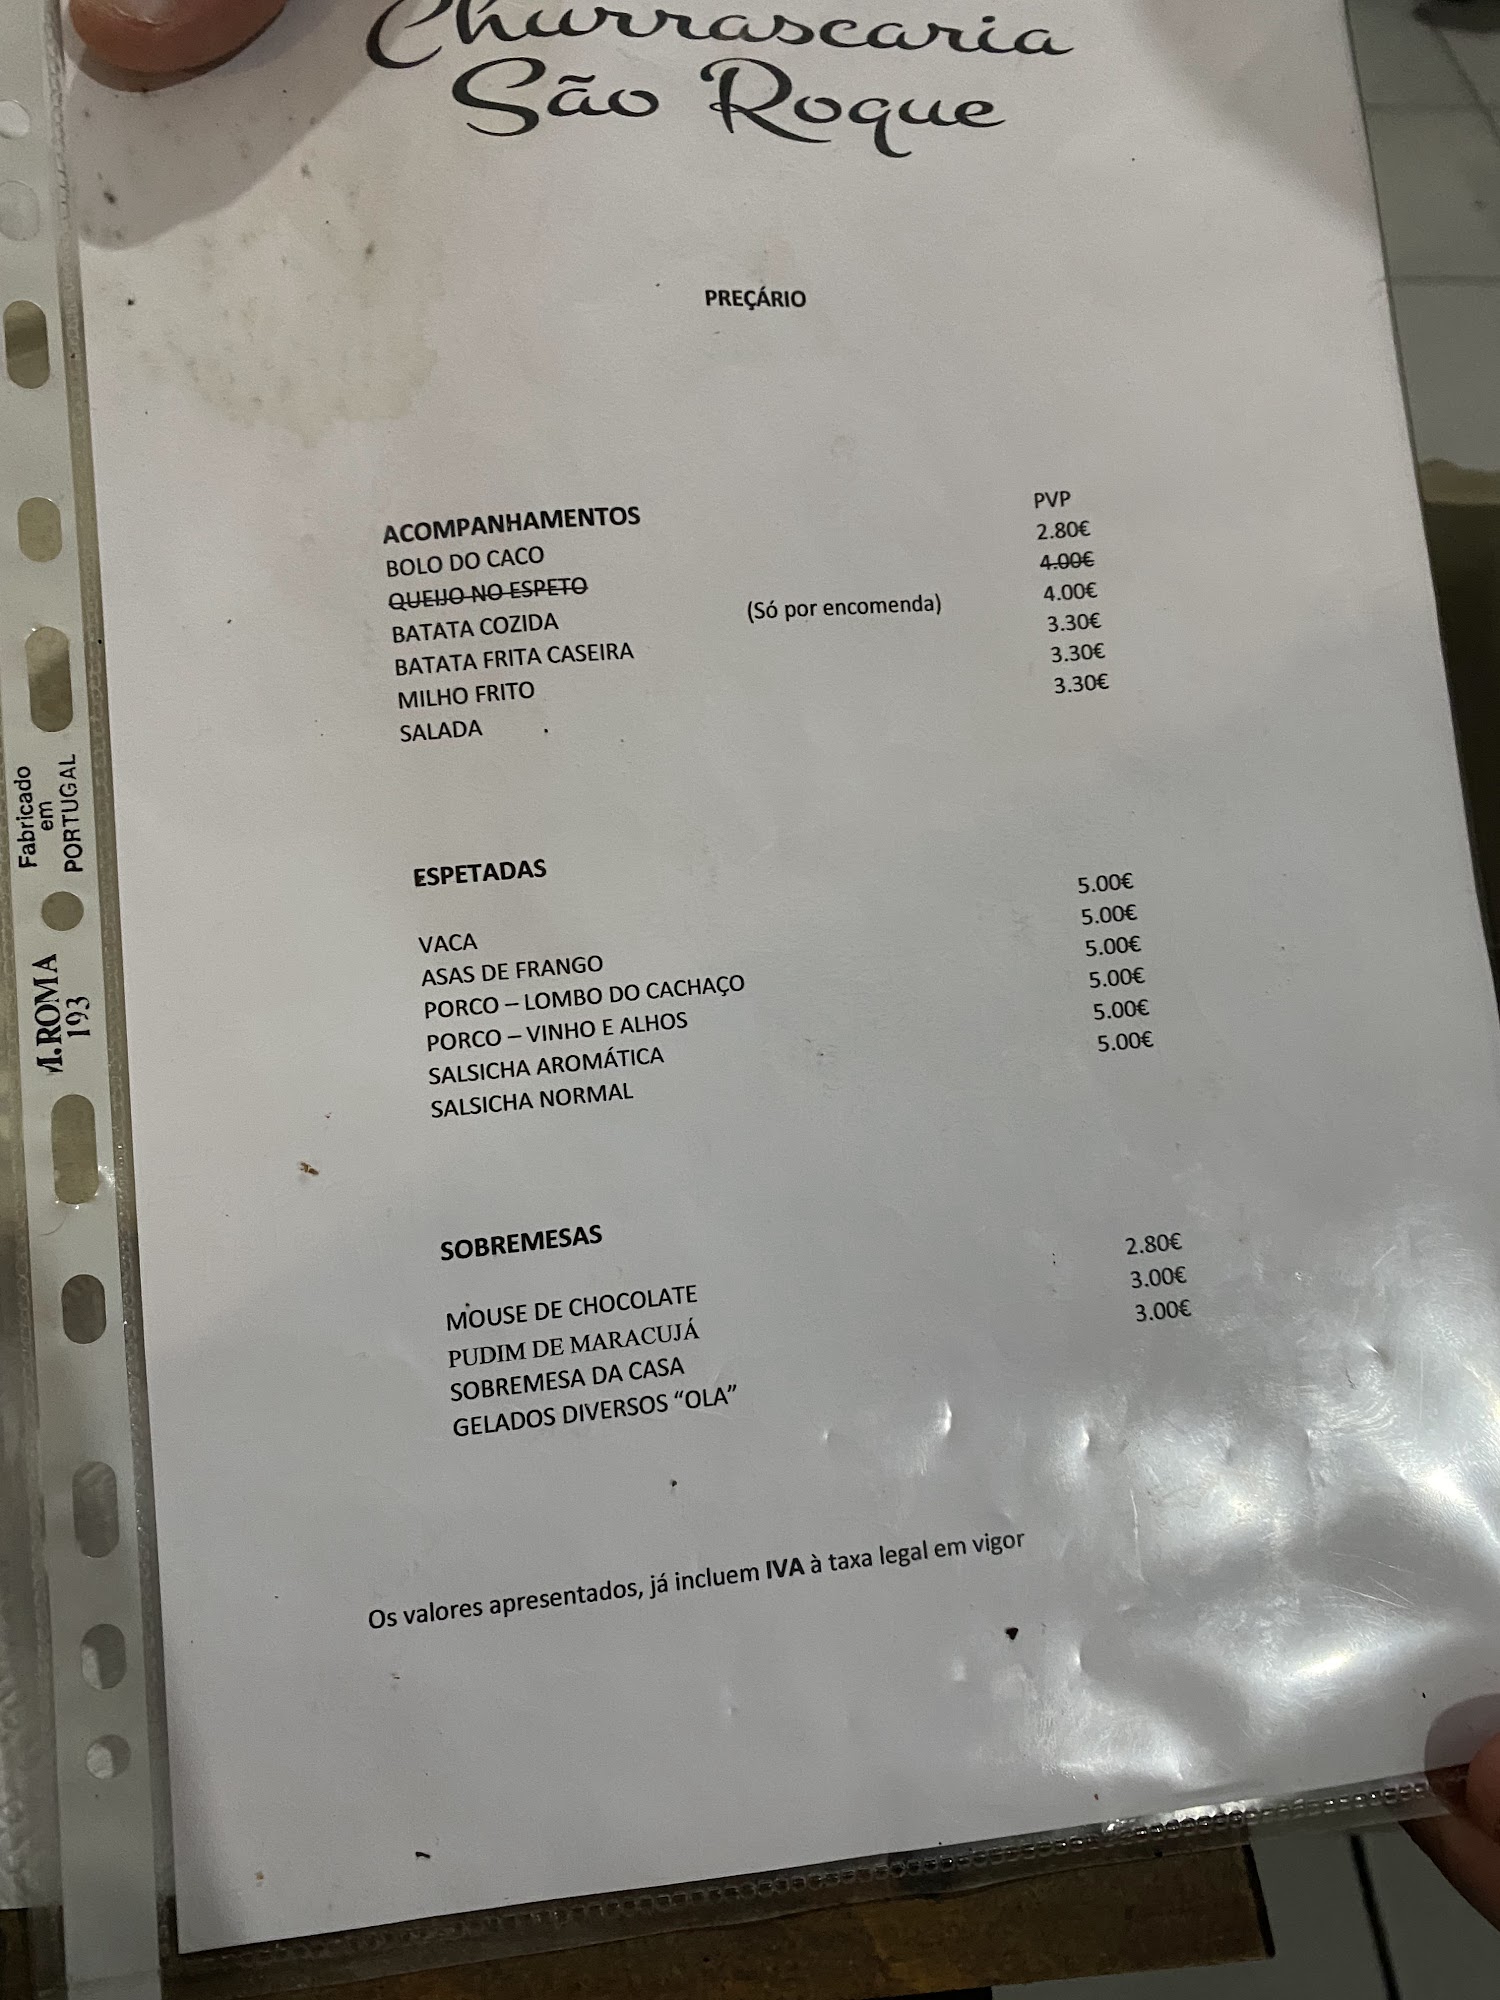 Churrascaria
São Roque
PREÇÁRIO
ACOMPANHAMENTOS PVP
BOLO DO CACO 2.80€
QUEIJO NO ESPETO 4.00€
BATATA COZIDA (Só por encomenda) 4.00€
BATATA FRITA CASEIRA 3.30€
MILHO FRITO 3.30€
SALADA 3.30€
ESPETADAS
VACA 5.00€
ASAS DE FRANGO 5.00€
PORCO – LOMBO DO CACHAÇO 5.00€
PORCO – VINHO E ALHOS 5.00€
SALSICHA AROMÁTICA 5.00€
SALSICHA NORMAL 5.00€
SOBREMESAS
MOUSE DE CHOCOLATE 2.80€
PUDIM DE MARACUJÁ 3.00€
SOBREMESA DA CASA 3.00€
GELADOS DIVERSOS “OLA”
Os valores apresentados, já incluem IVA à taxa legal em vigor
Fabricado
em
PORTUGAL
M.ROMA
193